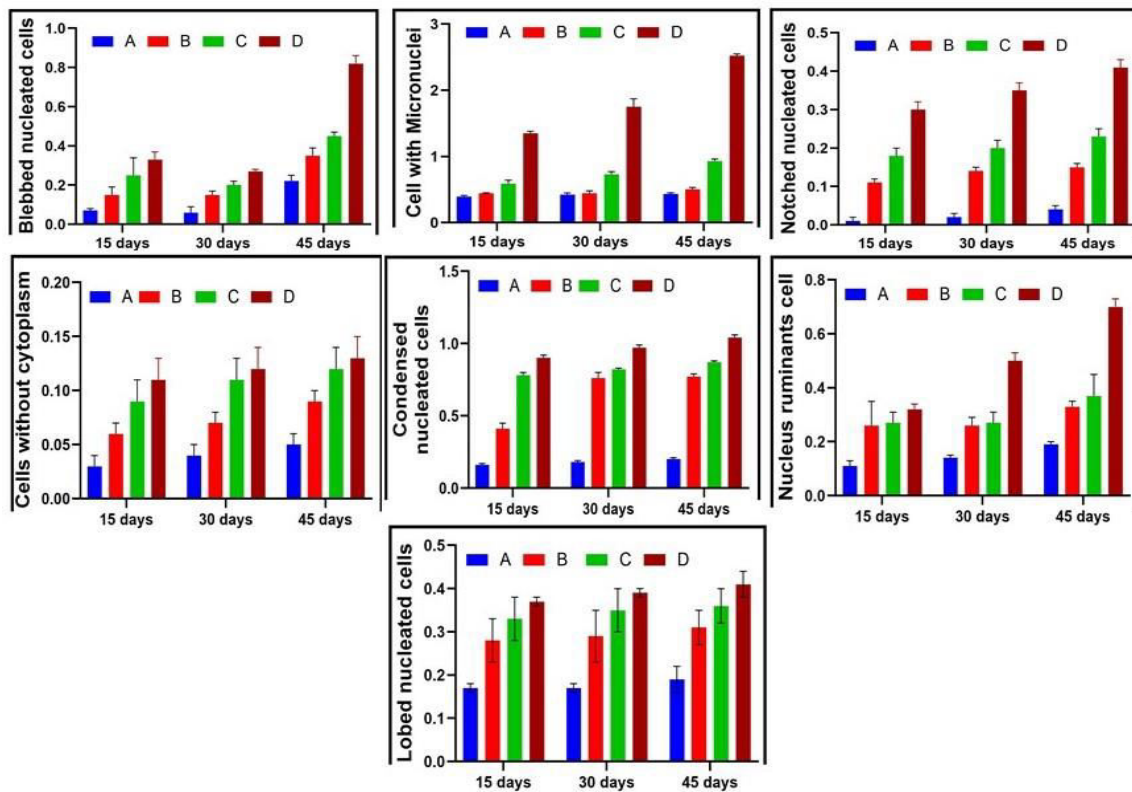 Blebbed nucleated cells
A B C D
1.0
0.8
0.6
0.4
0.2
0.0
15 days 30 days 45 days
Cell with Micronuclei
A B C D
3
2
1
0
15 days 30 days 45 days
Notched nucleated cells
A B C D
0.5
0.4
0.3
0.2
0.1
0.0
15 days 30 days 45 days
Cells without cytoplasm
A B C D
0.20
0.15
0.10
0.05
0.00
15 days 30 days 45 days
Condensed
nucleated cells
A B C D
1.5
1.0
0.5
0.0
15 days 30 days 45 days
Nucleus ruminants cell
A B C D
0.8
0.6
0.4
0.2
0.0
15 days 30 days 45 days
Lobed nucleated cells
A B C D
0.5
0.4
0.3
0.2
0.1
0.0
15 days 30 days 45 days